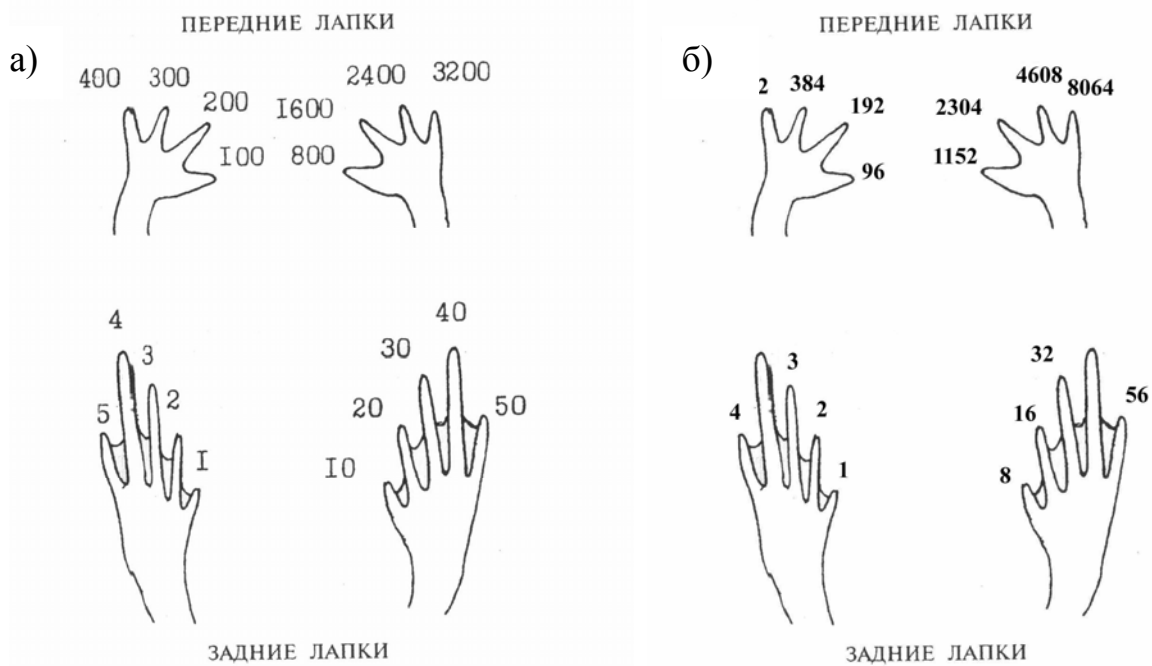 а)
ПЕРЕДНИЕ ЛАПКИ
400 300 200 I00
2400 3200 I600 800
4 3 5 2 I
40 30 20 50 I0
ЗАДНИЕ ЛАПКИ
б)
ПЕРЕДНИЕ ЛАПКИ
2 384 192 96
4608 8064 2304 1152
3 4 2 1
32 56 16 8
ЗАДНИЕ ЛАПКИ